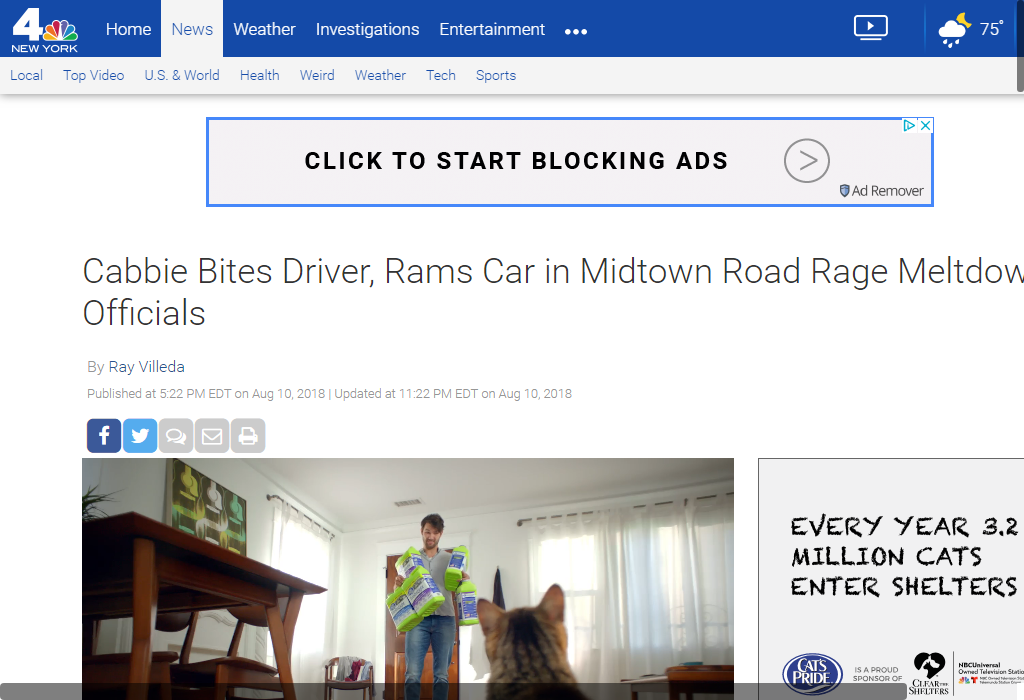 4
NEW YORK
Home
News
Weather
Investigations
Entertainment
75°
Local
Top Video
U.S. & World
Health
Weird
Weather
Tech
Sports
CLICK TO START BLOCKING ADS
Ad Remover
Cabbie Bites Driver, Rams Car in Midtown Road Rage Meltdow
Officials
By Ray Villeda
Published at 5:22 PM EDT on Aug 10, 2018 | Updated at 11:22 PM EDT on Aug 10, 2018
EVERY YEAR 3.2
MILLION CATS
ENTER SHELTERS
CAT'S
PRIDE
IS A PROUD
SPONSOR OF
CLEAR THE
SHELTERS
NBCUniversal
Owned Television Statio